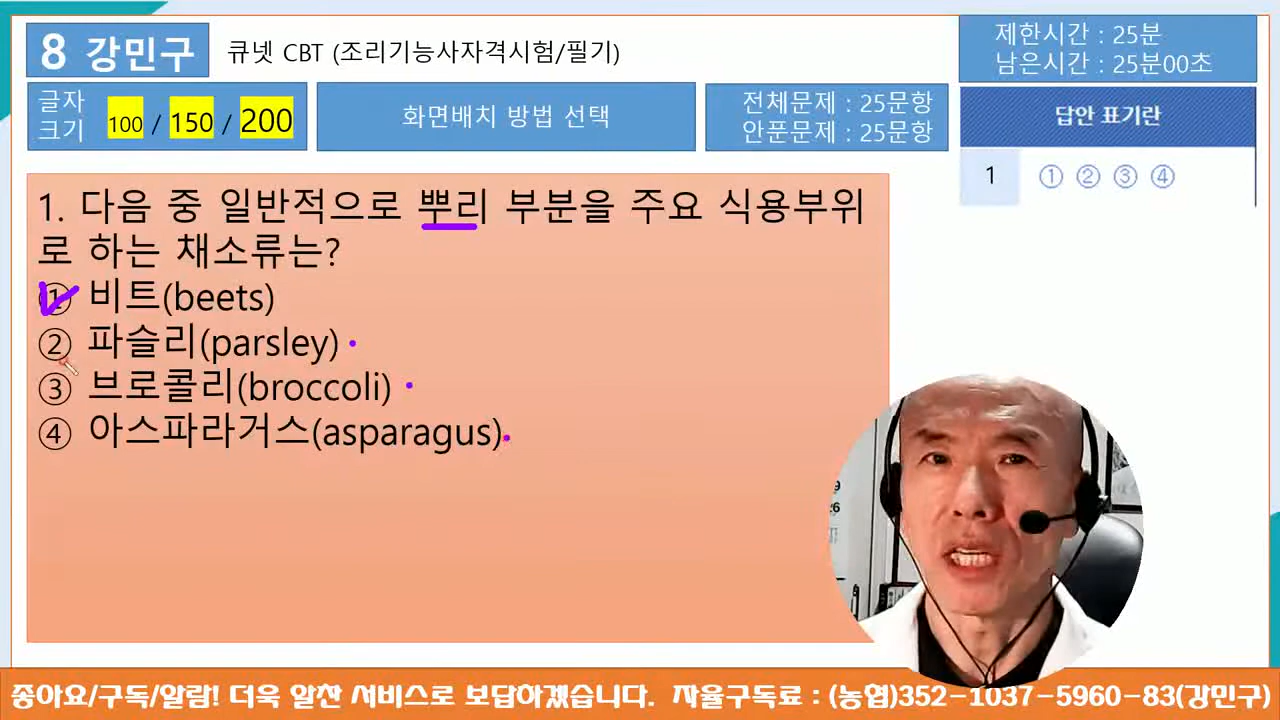 8 강민구
큐넷 CBT (조리기능사자격시험/필기)
제한시간 : 25분
남은시간 : 25분00초
글자
크기
100 / 150 / 200
화면배치 방법 선택
전체문제 : 25문항
안푼문제 : 25문항
답안 표기란
1 ① ② ③ ④
1. 다음 중 일반적으로 뿌리 부분을 주요 식용부위
로 하는 채소류는?
① 비트(beets)
② 파슬리(parsley)
③ 브로콜리(broccoli)
④ 아스파라거스(asparagus)
좋아요/구독/알람! 더욱 알찬 서비스로 보답하겠습니다. 자율구독료 : (농협)352-1037-5960-83(강민구)